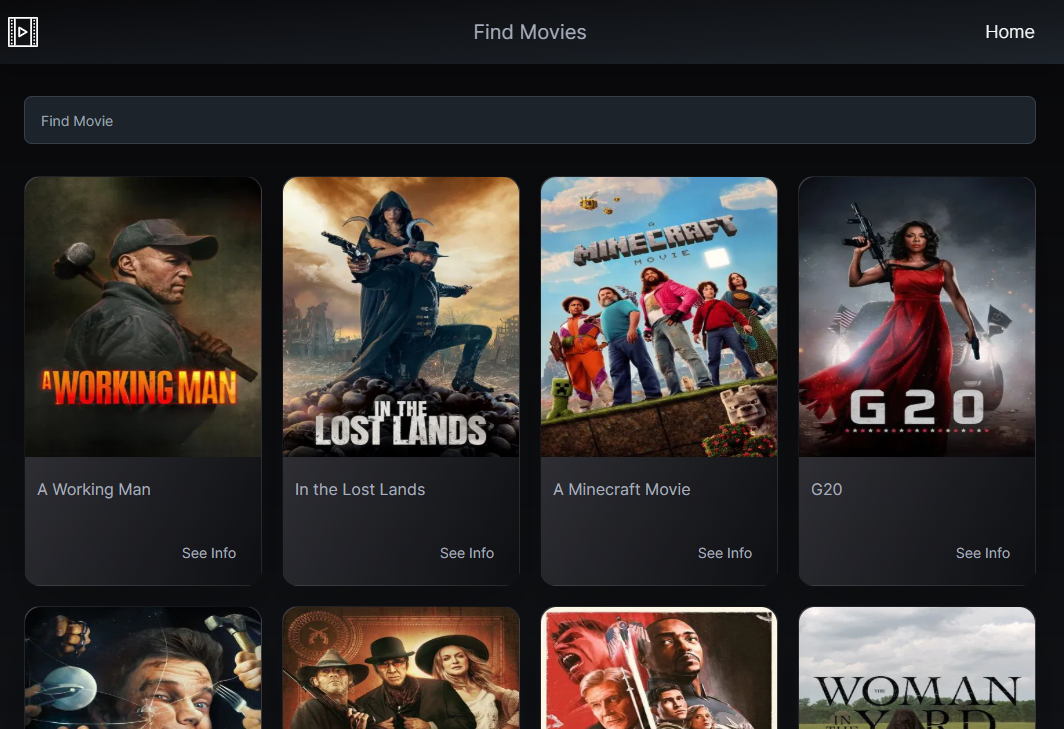 Find Movies
Home
Find Movie
A WORKING MAN
IN THE
LOST LANDS
A
MINECRAFT
MOVIE
G20
A Working Man
In the Lost Lands
A Minecraft Movie
G20
See Info
See Info
See Info
See Info
THE
WOMAN
IN
THE
YARD